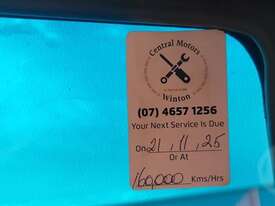 Central Motors
Winton
(07) 4657 1256
Your Next Service Is Due
On 21, 11, 25
Or At
160,000 Kms/Hrs